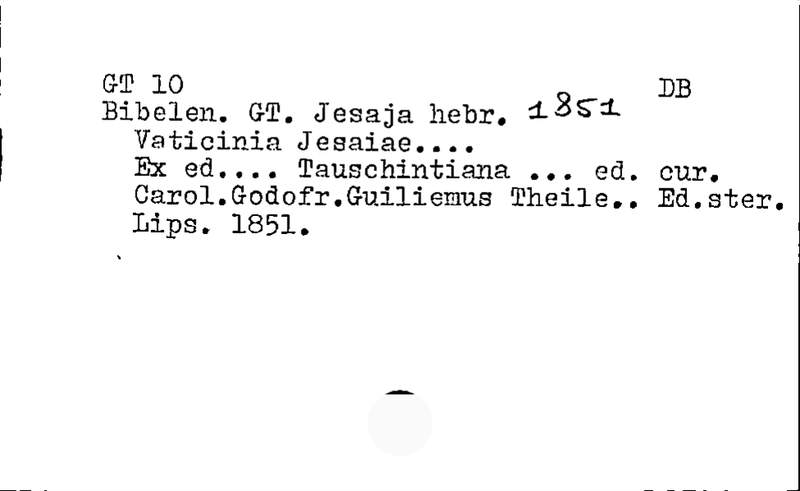 GT 10 DB
Bibelen. GT. Jesaja hebr. 1851
Vaticinia Jesaiae....
Ex ed.... Tauschintiana ... ed. cur.
Carol.Godofr.Guiliemus Theile.. Ed.ster.
Lips. 1851.